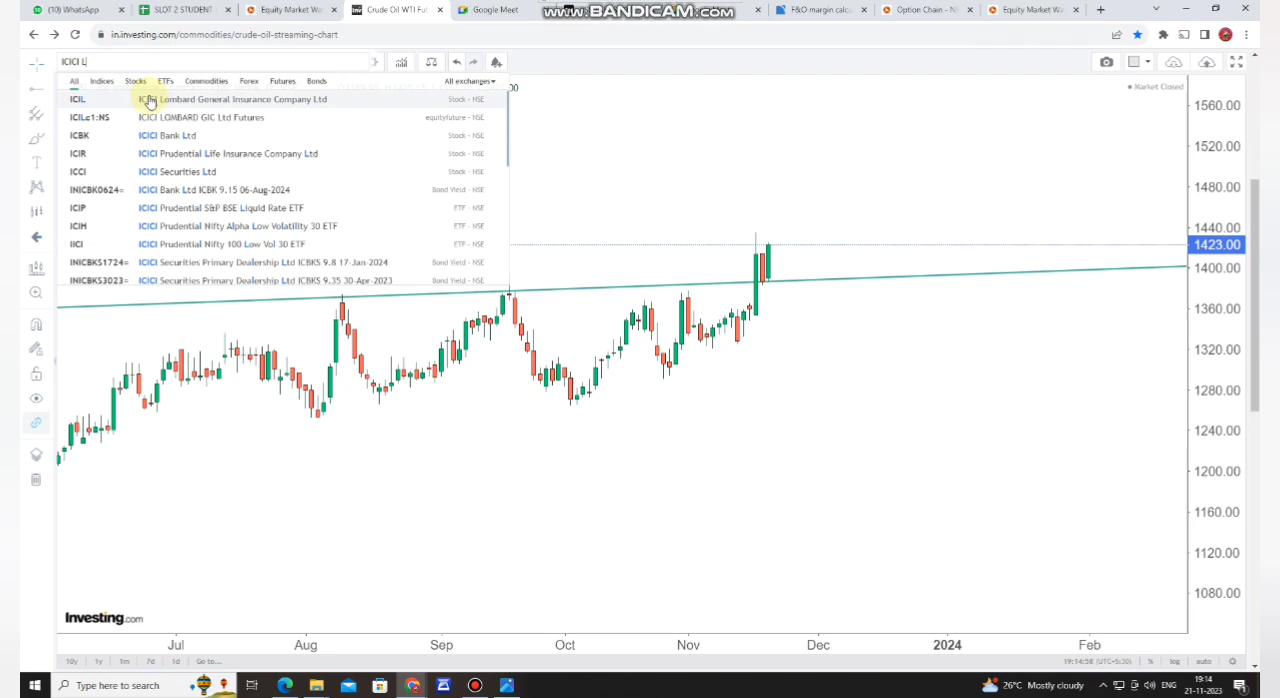 (10) WhatsApp
SLOT 2 STUDENT
Equity Market Wa
Crude Oil WTI Fut
Google Meet
www.BANDICAM.com
F&O margin calc
Option Chain - NS
Equity Market Wa
in.investing.com/commodities/crude-oil-streaming-chart
ICICI L
All Indices Stocks ETFs Commodities Forex Futures Bonds All exchanges
ICIL ICICI Lombard General Insurance Company Ltd Stock - NSE
ICILc1:NS ICICI LOMBARD GIC Ltd Futures equityfuture - NSE
ICBK ICICI Bank Ltd Stock - NSE
ICIR ICICI Prudential Life Insurance Company Ltd Stock - NSE
ICCI ICICI Securities Ltd Stock - NSE
INICBK0624= ICICI Bank Ltd ICBK 9.15 06-Aug-2024 Bond Yield - NSE
ICIP ICICI Prudential S&P BSE Liquid Rate ETF ETF - NSE
ICIM ICICI Prudential Nifty Alpha Low Volatility 30 ETF ETF - NSE
IICI ICICI Prudential Nifty 100 Low Vol 30 ETF ETF - NSE
INICBKS1724= ICICI Securities Primary Dealership Ltd ICBKS 9.8 17-Jan-2024 Bond Yield - NSE
INICBKS3023= ICICI Securities Primary Dealership Ltd ICBKS 9.35 30-Apr-2023 Bond Yield - NSE
Market Closed
1560.00
1520.00
1480.00
1440.00
1423.00
1400.00
1360.00
1320.00
1280.00
1240.00
1200.00
1160.00
1120.00
1080.00
Investing.com
Jul Aug Sep Oct Nov Dec 2024 Feb
10y 1y 1m 7d 1d Go to... 19:14:58 (UTC+5:30) % log auto
Type here to search
26°C Mostly cloudy
ENG
19:14
21-11-2023